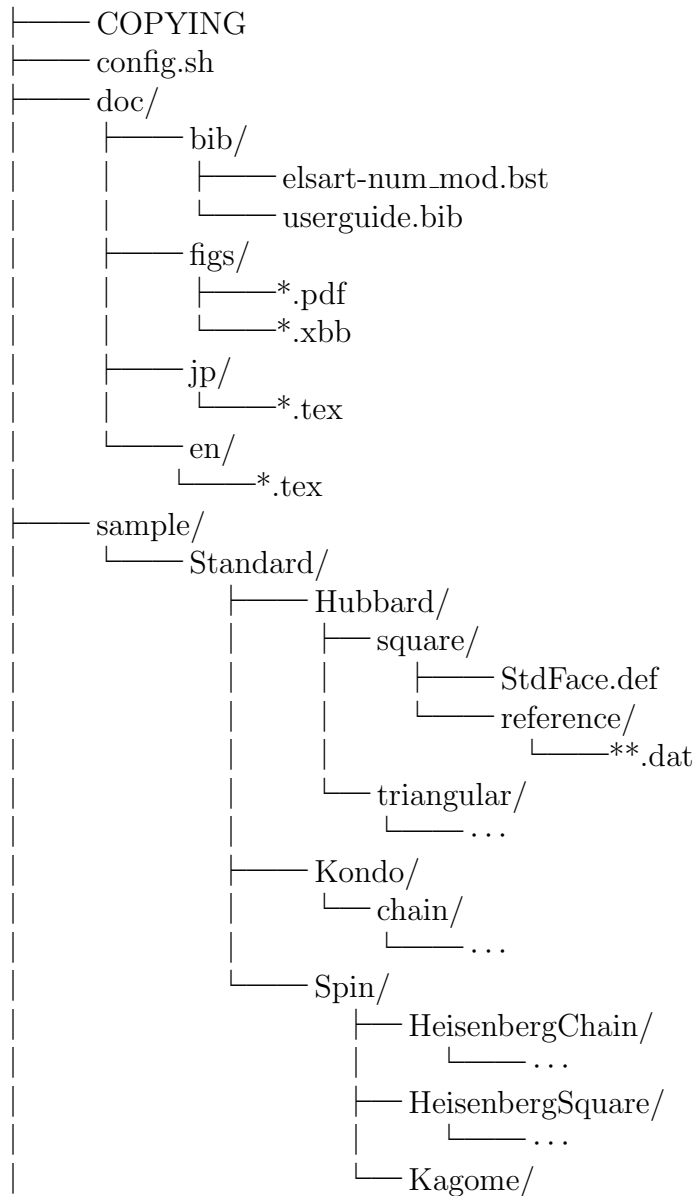 COPYING
config.sh
doc/
bib/
elsart-num_mod.bst
userguide.bib
figs/
*.pdf
*.xbb
jp/
*.tex
en/
*.tex
sample/
Standard/
Hubbard/
square/
StdFace.def
reference/
**.dat
triangular/
...
Kondo/
chain/
...
Spin/
HeisenbergChain/
...
HeisenbergSquare/
...
Kagome/